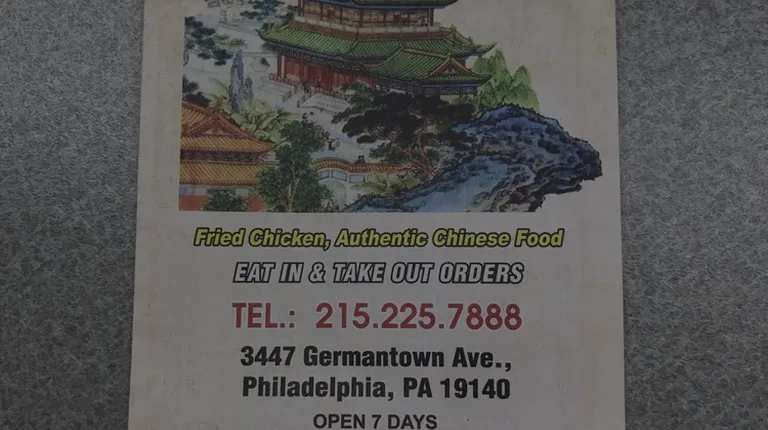 Fried Chicken, Authentic Chinese Food
EAT IN & TAKE OUT ORDERS
TEL.: 215.225.7888
3447 Germantown Ave.,
Philadelphia, PA 19140
OPEN 7 DAYS